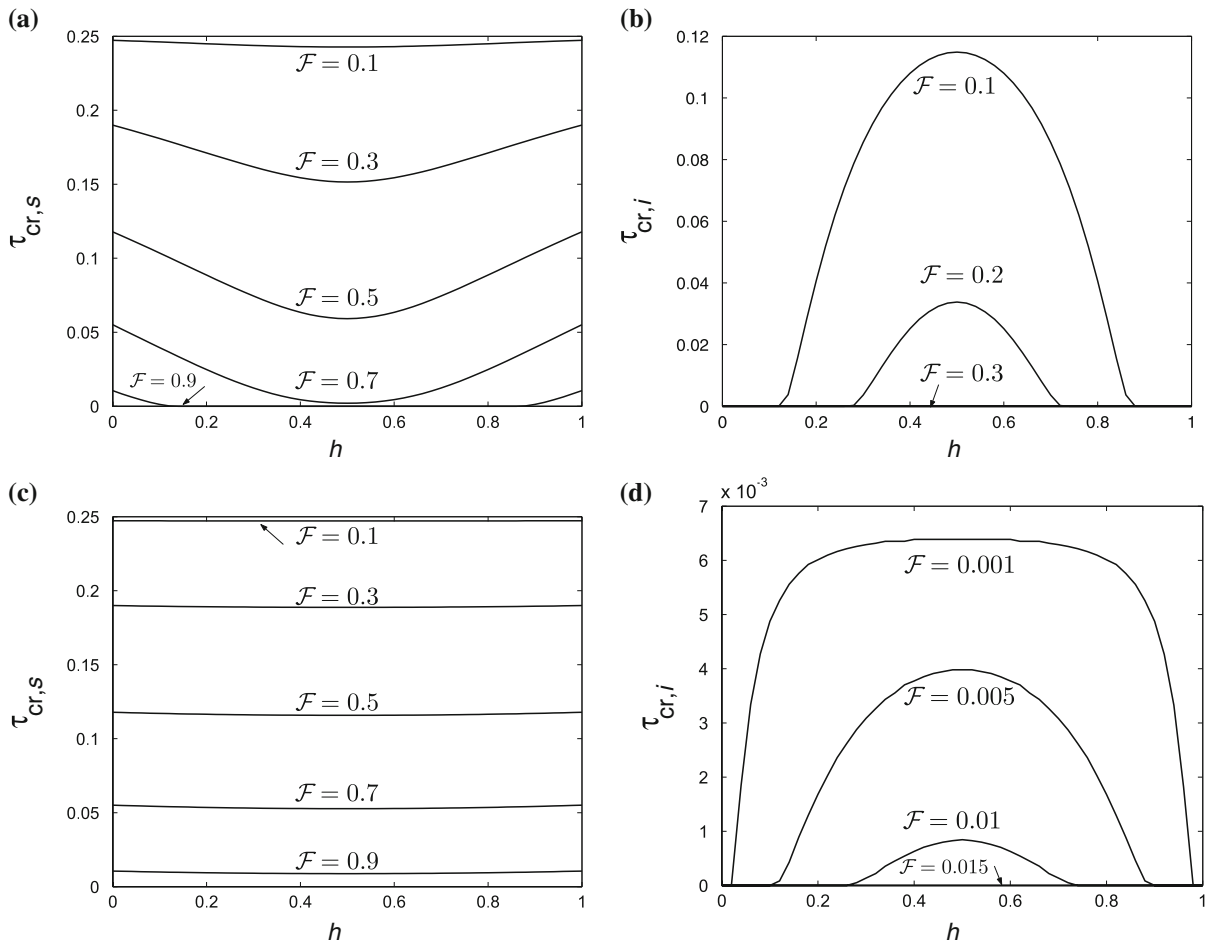 (a)
0.25
0.2
0.15
0.1
0.05
0
0 0.2 0.4 0.6 0.8 1
τcr,s
h
F = 0.1
F = 0.3
F = 0.5
F = 0.7
F = 0.9
(b)
0.12
0.1
0.08
0.06
0.04
0.02
0
0 0.2 0.4 0.6 0.8 1
τcr,i
h
F = 0.1
F = 0.2
F = 0.3
(c)
0.25
0.2
0.15
0.1
0.05
0
0 0.2 0.4 0.6 0.8 1
τcr,s
h
F = 0.1
F = 0.3
F = 0.5
F = 0.7
F = 0.9
(d)
x 10⁻³
7
6
5
4
3
2
1
0
0 0.2 0.4 0.6 0.8 1
τcr,i
h
F = 0.001
F = 0.005
F = 0.01
F = 0.015